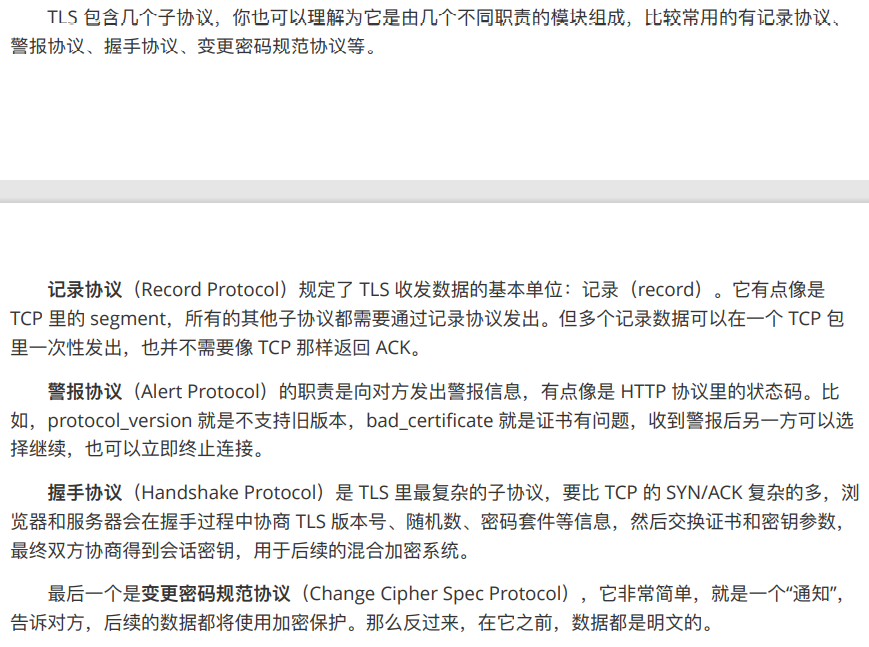 TLS 包含几个子协议，你也可以理解为它是由几个不同职责的模块组成，比较常用的有记录协议、
警报协议、握手协议、变更密码规范协议等。
记录协议（Record Protocol）规定了 TLS 收发数据的基本单位：记录（record）。它有点像是
TCP 里的 segment，所有的其他子协议都需要通过记录协议发出。但多个记录数据可以在一个 TCP 包
里一次性发出，也并不需要像 TCP 那样返回 ACK。
警报协议（Alert Protocol）的职责是向对方发出警报信息，有点像是 HTTP 协议里的状态码。比
如，protocol_version 就是不支持旧版本，bad_certificate 就是证书有问题，收到警报后另一方可以选
择继续，也可以立即终止连接。
握手协议（Handshake Protocol）是 TLS 里最复杂的子协议，要比 TCP 的 SYN/ACK 复杂的多，浏
览器和服务器会在握手过程中协商 TLS 版本号、随机数、密码套件等信息，然后交换证书和密钥参数，
最终双方协商得到会话密钥，用于后续的混合加密系统。
最后一个是变更密码规范协议（Change Cipher Spec Protocol），它非常简单，就是一个“通知”，
告诉对方，后续的数据都将使用加密保护。那么反过来，在它之前，数据都是明文的。